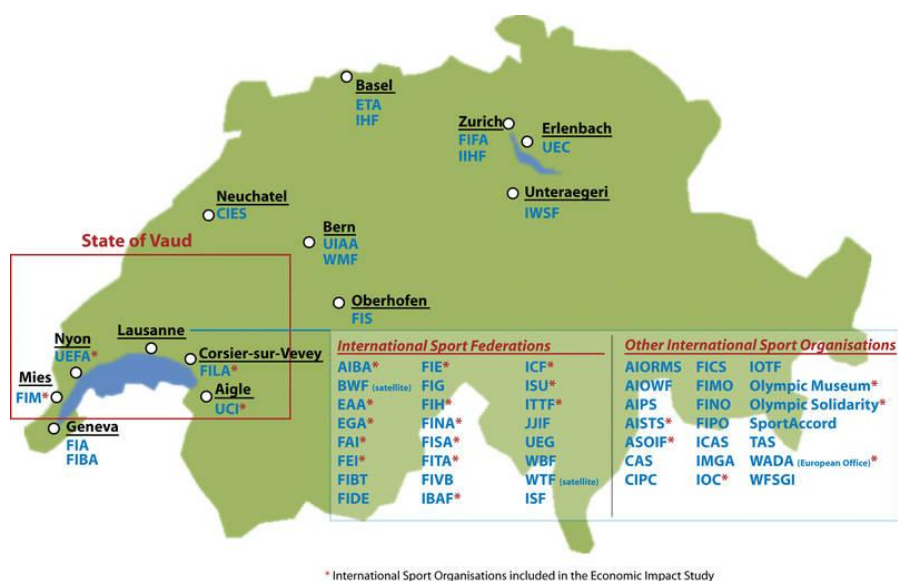 Basel
ETA
IHF
Zurich
FIFA
IIHF
Erlenbach
UEC
Unteraegeri
IWSF
Neuchatel
CIES
Bern
UIAA
WMF
State of Vaud
Oberhofen
FIS
Nyon
UEFA*
Lausanne
Corsier-sur-Vevey
FILA*
Mies
FIM*
Aigle
UCI*
Geneva
FIA
FIBA
International Sport Federations
AIBA* FIE* ICF*
BWF (satellite) FIG ISU*
EAA* FIH* ITTF*
EGA* FINA* JJIF
FAI* FISA* UEG
FEI* FITA* WBF
FIBT FIVB WTF (satellite)
FIDE IBAF* ISF
Other International Sport Organisations
AIORMS FICS IOTF
AIOWF FIMO Olympic Museum*
AIPS FINO Olympic Solidarity*
AISTS* FIPO SportAccord
ASOIF* ICAS TAS
CAS IMGA WADA (European Office)*
CIPC IOC* WFSGI
* International Sport Organisations included in the Economic Impact Study